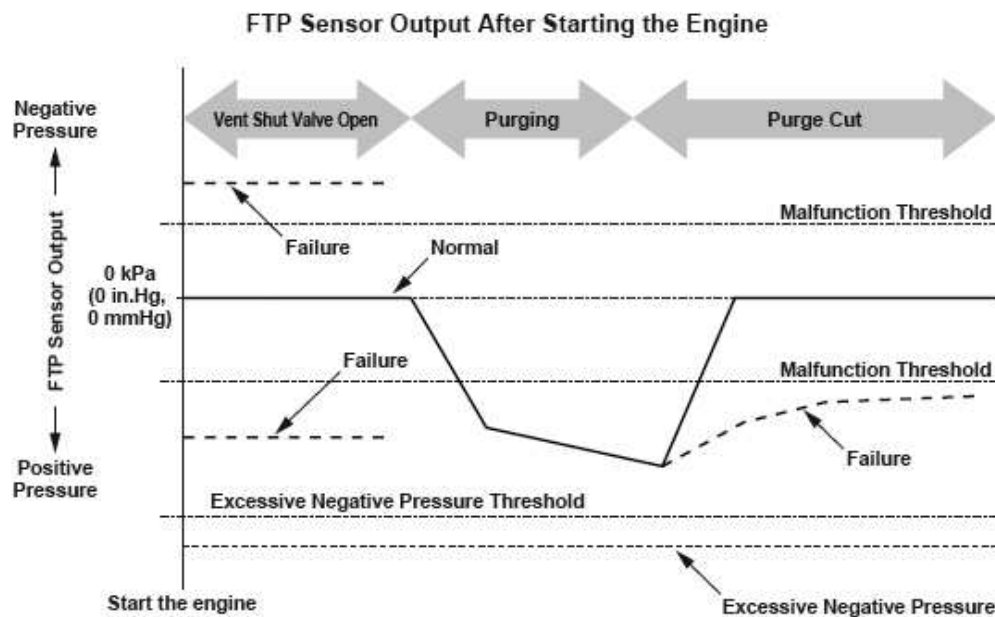 FTP Sensor Output After Starting the Engine
Negative
Pressure
Vent Shut Valve Open
Purging
Purge Cut
Malfunction Threshold
Failure
Normal
FTP Sensor Output
0 kPa
(0 in.Hg,
0 mmHg)
Failure
Malfunction Threshold
Failure
Positive
Pressure
Excessive Negative Pressure Threshold
Start the engine
Excessive Negative Pressure